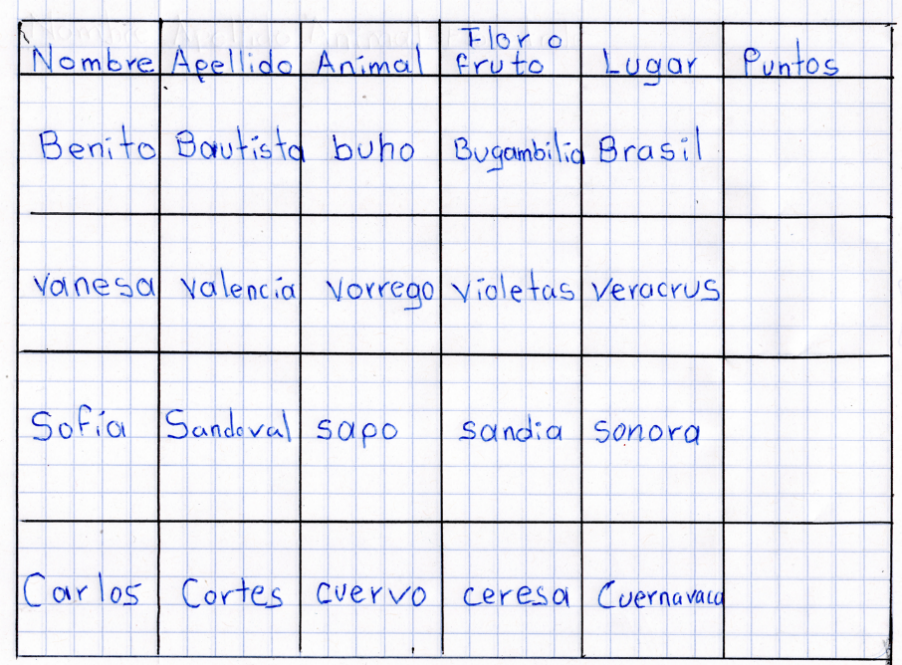 Nombre Apellido Animal Flor o fruto Lugar Puntos
Benito Bautista buho Bugambilia Brasil
vanesa valencia vorrego violetas veracrus
Sofia Sandoval sapo sandia sonora
Carlos Cortes cuervo ceresa Cuernavaca